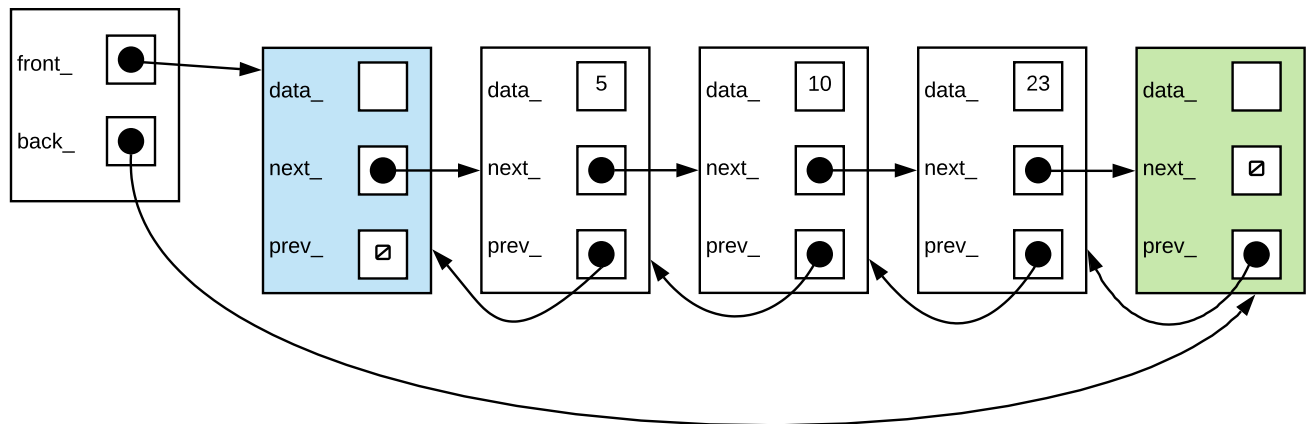 front_
back_
data_
next_
prev_
data_ 5
next_
prev_
data_ 10
next_
prev_
data_ 23
next_
prev_
data_
next_
prev_